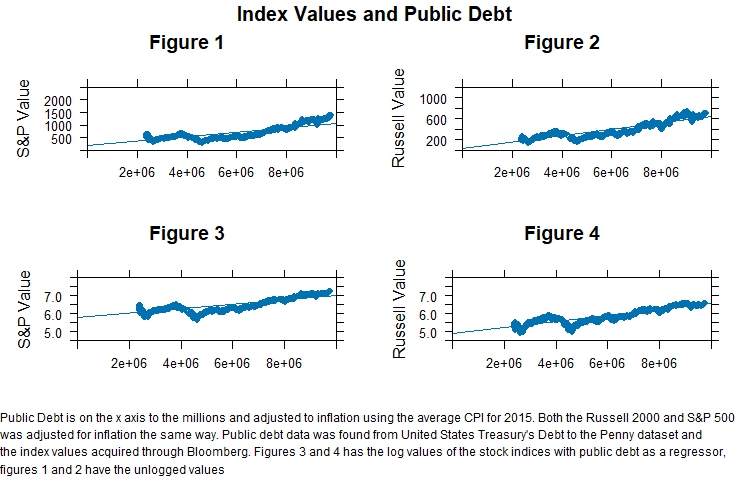 Index Values and Public Debt
Figure 1
Figure 2
S&P Value
2000
1500
1000
500
2e+06 4e+06 6e+06 8e+06
Russell Value
1000
600
200
2e+06 4e+06 6e+06 8e+06
Figure 3
Figure 4
S&P Value
7.0
6.0
5.0
2e+06 4e+06 6e+06 8e+06
Russell Value
7.0
6.0
5.0
2e+06 4e+06 6e+06 8e+06
Public Debt is on the x axis to the millions and adjusted to inflation using the average CPI for 2015. Both the Russell 2000 and S&P 500
was adjusted for inflation the same way. Public debt data was found from United States Treasury's Debt to the Penny dataset and
the index values acquired through Bloomberg. Figures 3 and 4 has the log values of the stock indices with public debt as a regressor,
figures 1 and 2 have the unlogged values